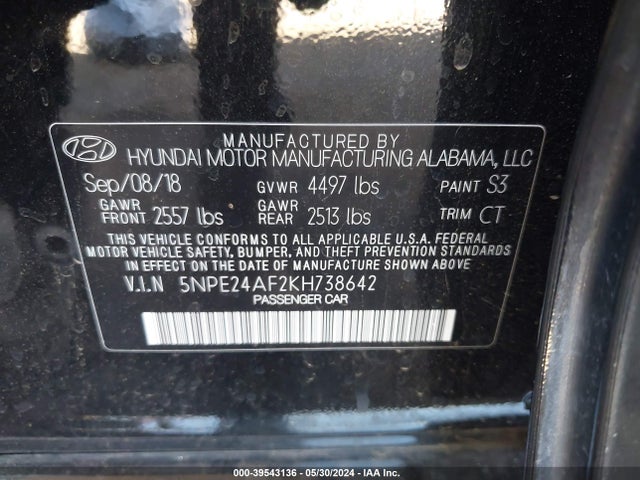 MANUFACTURED BY
HYUNDAI MOTOR MANUFACTURING ALABAMA, LLC
Sep/08/18 GVWR 4497 lbs PAINT S3
GAWR FRONT 2557 lbs GAWR REAR 2513 lbs TRIM CT
THIS VEHICLE CONFORMS TO ALL APPLICABLE U.S.A. FEDERAL
MOTOR VEHICLE SAFETY, BUMPER, AND THEFT PREVENTION STANDARDS
IN EFFECT ON THE DATE OF MANUFACTURE SHOWN ABOVE.
V.I.N 5NPE24AF2KH738642
PASSENGER CAR
000-39543136 - 05/30/2024 - IAA Inc.